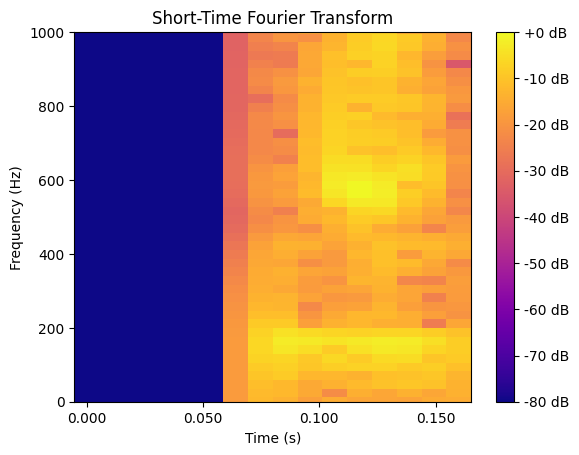 Short-Time Fourier Transform
Frequency (Hz)
1000
800
600
400
200
0
0.000
0.050
0.100
0.150
Time (s)
+0 dB
-10 dB
-20 dB
-30 dB
-40 dB
-50 dB
-60 dB
-70 dB
-80 dB